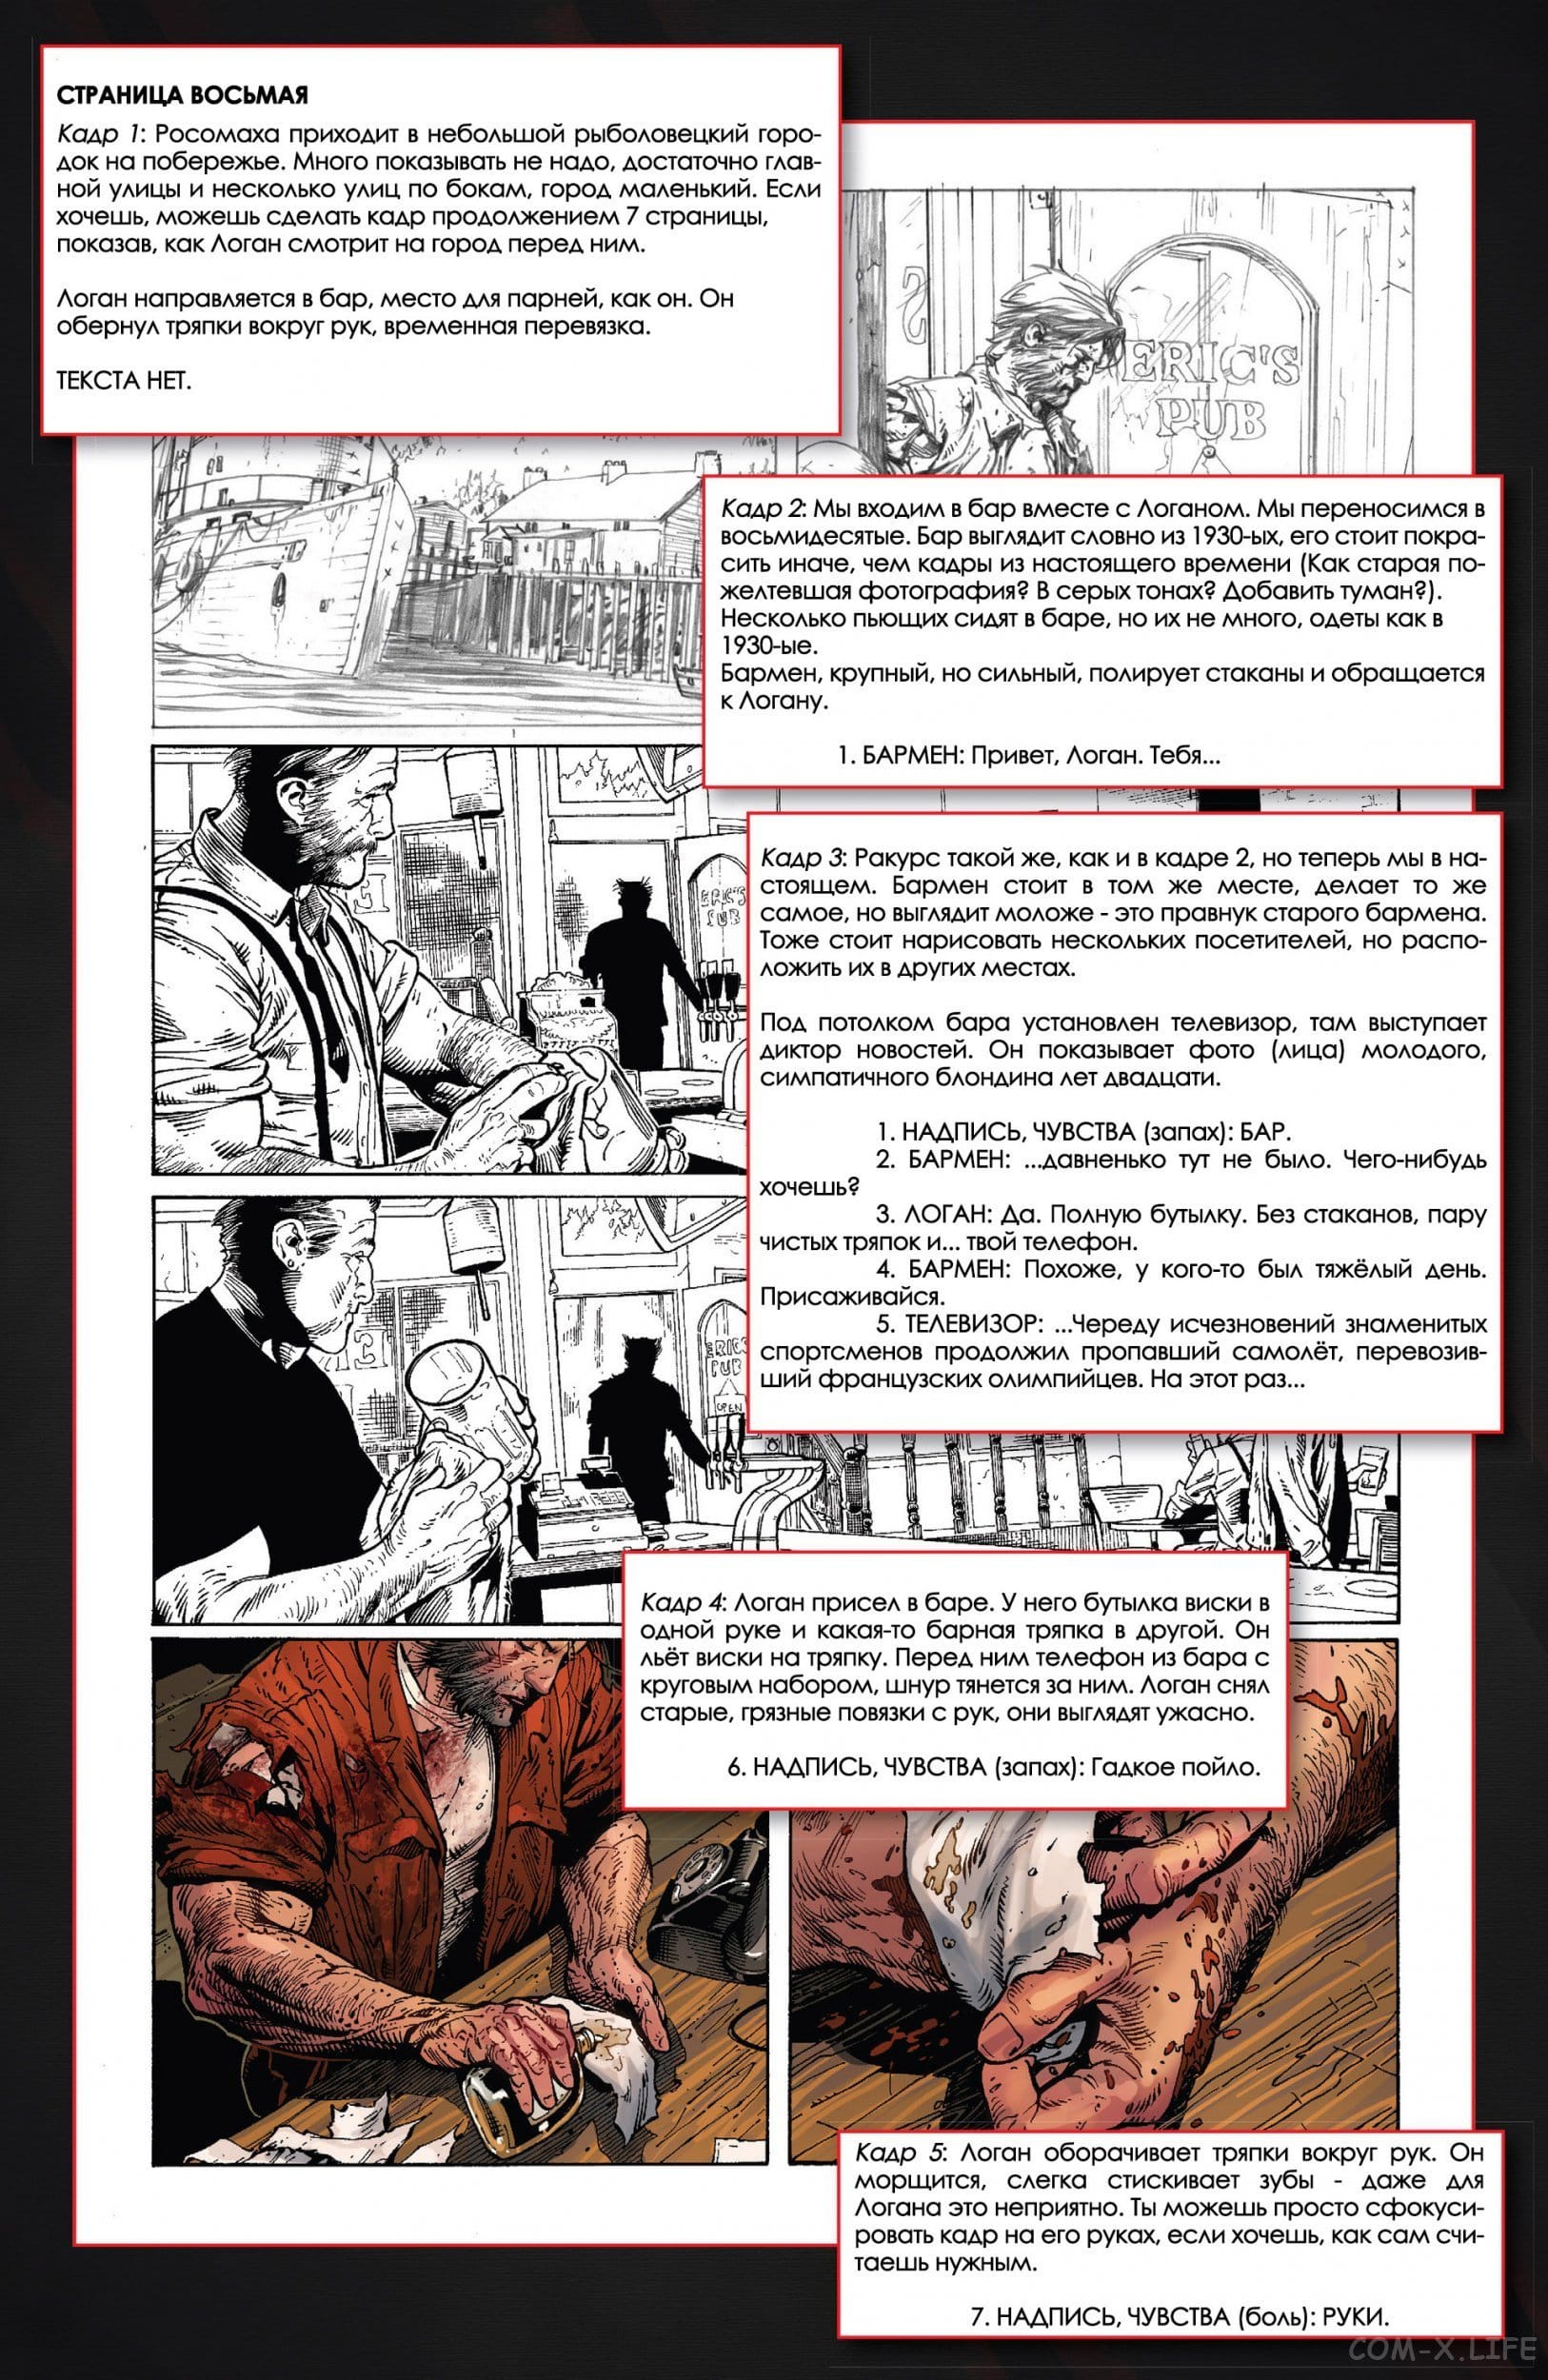 СТРАНИЦА ВОСЬМАЯ
Кадр 1: Росомаха приходит в небольшой рыболовецкий горо-
док на побережье. Много показывать не надо, достаточно глав-
ной улицы и несколько улиц по бокам, город маленький. Если
хочешь, можешь сделать кадр продолжением 7 страницы,
показав, как Логан смотрит на город перед ним.
Логан направляется в бар, место для парней, как он. Он
обернул тряпки вокруг рук, временная перевязка.
ТЕКСТА НЕТ.
ERIC'S
PUB
Кадр 2: Мы входим в бар вместе с Логаном. Мы переносимся в
восьмидесятые. Бар выглядит словно из 1930-ых, его стоит покра-
сить иначе, чем кадры из настоящего времени (Как старая по-
желтевшая фотография? В серых тонах? Добавить туман?).
Несколько пьющих сидят в баре, но их не много, одеты как в
1930-ые.
Бармен, крупный, но сильный, полирует стаканы и обращается
к Логану.
1. БАРМЕН: Привет, Логан. Тебя...
ERIC'S
PUB
Кадр 3: Ракурс такой же, как и в кадре 2, но теперь мы в на-
стоящем. Бармен стоит в том же месте, делает то же
самое, но выглядит моложе - это правнук старого бармена.
Тоже стоит нарисовать нескольких посетителей, но распо-
ложить их в других местах.
Под потолком бара установлен телевизор, там выступает
диктор новостей. Он показывает фото (лица) молодого,
симпатичного блондина лет двадцати.
1. НАДПИСЬ, ЧУВСТВА (запах): БАР.
2. БАРМЕН: ...давненько тут не было. Чего-нибудь
хочешь?
3. ЛОГАН: Да. Полную бутылку. Без стаканов, пару
чистых тряпок и... твой телефон.
4. БАРМЕН: Похоже, у кого-то был тяжёлый день.
Присаживайся.
5. ТЕЛЕВИЗОР: ...Череду исчезновений знаменитых
спортсменов продолжил пропавший самолёт, перевозив-
ший французских олимпийцев. На этот раз...
ERIC'S
PUB
OPEN
Кадр 4: Логан присел в баре. У него бутылка виски в
одной руке и какая-то барная тряпка в другой. Он
льёт виски на тряпку. Перед ним телефон из бара с
круговым набором, шнур тянется за ним. Логан снял
старые, грязные повязки с рук, они выглядят ужасно.
6. НАДПИСЬ, ЧУВСТВА (запах): Гадкое пойло.
Кадр 5: Логан оборачивает тряпки вокруг рук. Он
морщится, слегка стискивает зубы - даже для
Логана это неприятно. Ты можешь просто сфокуси-
ровать кадр на его руках, если хочешь, как сам счи-
таешь нужным.
7. НАДПИСЬ, ЧУВСТВА (боль): РУКИ.
COM-X.LIFE